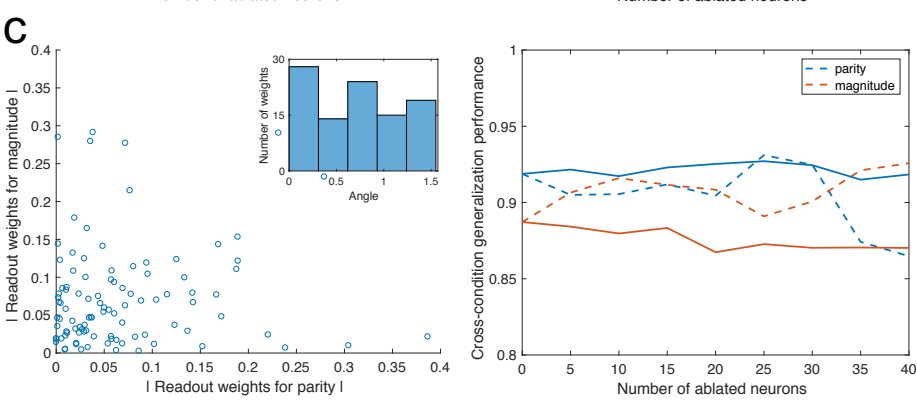 Number of ablated neurons
C
0.4
0.35
0.3
0.25
0.2
0.15
0.1
0.05
0
| Readout weights for magnitude |
0 0.05 0.1 0.15 0.2 0.25 0.3 0.35 0.4
| Readout weights for parity |
30
15
0
Number of weights
0 0.5 1 1.5
Angle
1
0.95
0.9
0.85
0.8
Cross-condition generalization performance
parity
magnitude
0 5 10 15 20 25 30 35 40
Number of ablated neurons